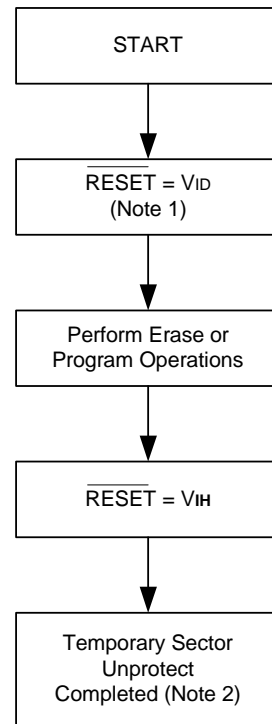 START
RESET = VID
(Note 1)
Perform Erase or
Program Operations
RESET = VIH
Temporary Sector
Unprotect
Completed (Note 2)